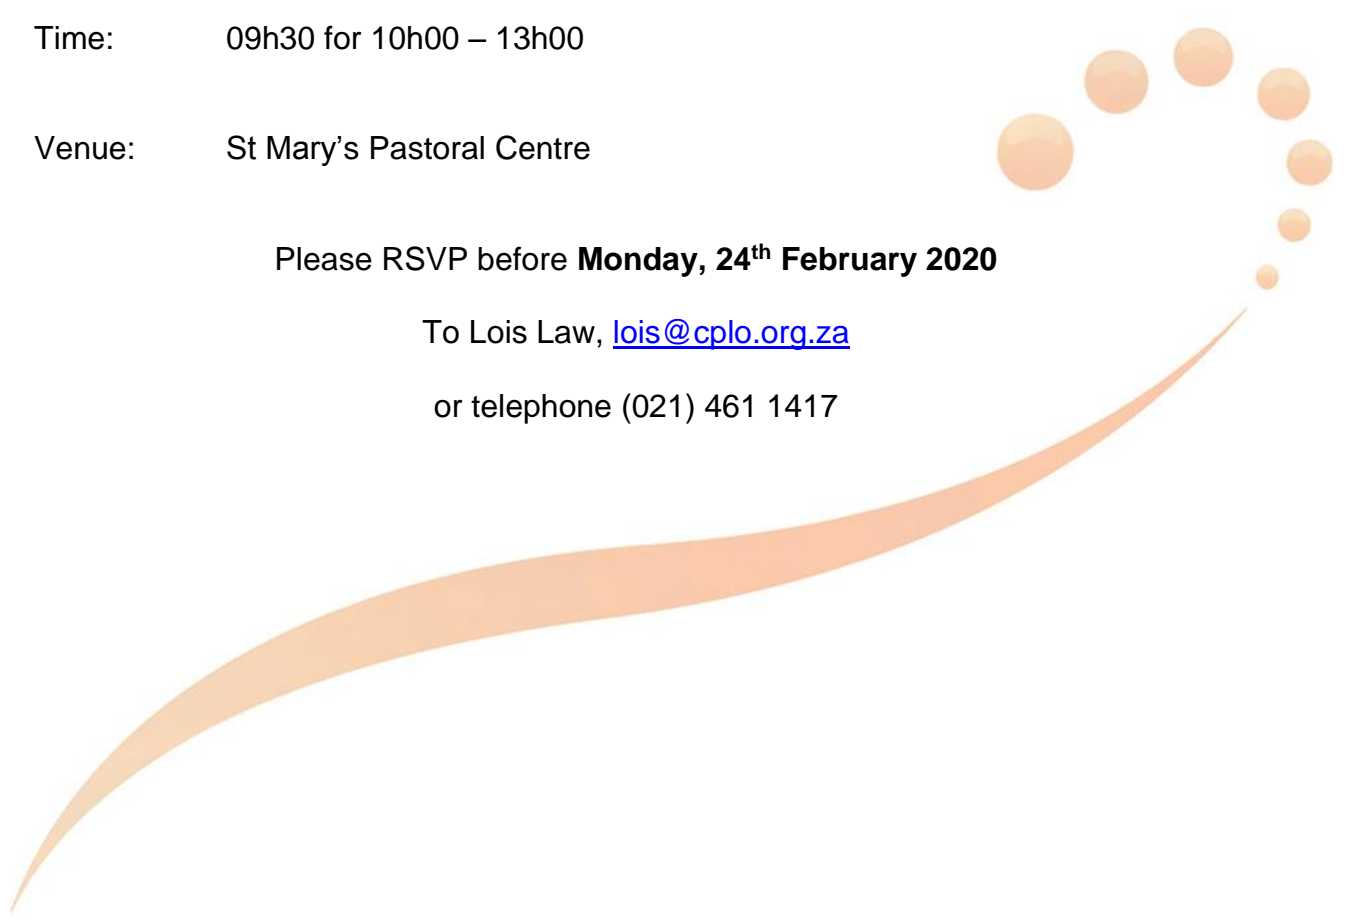 Time: 09h30 for 10h00 – 13h00
Venue: St Mary’s Pastoral Centre
Please RSVP before Monday, 24th February 2020
To Lois Law, lois@cplo.org.za
or telephone (021) 461 1417